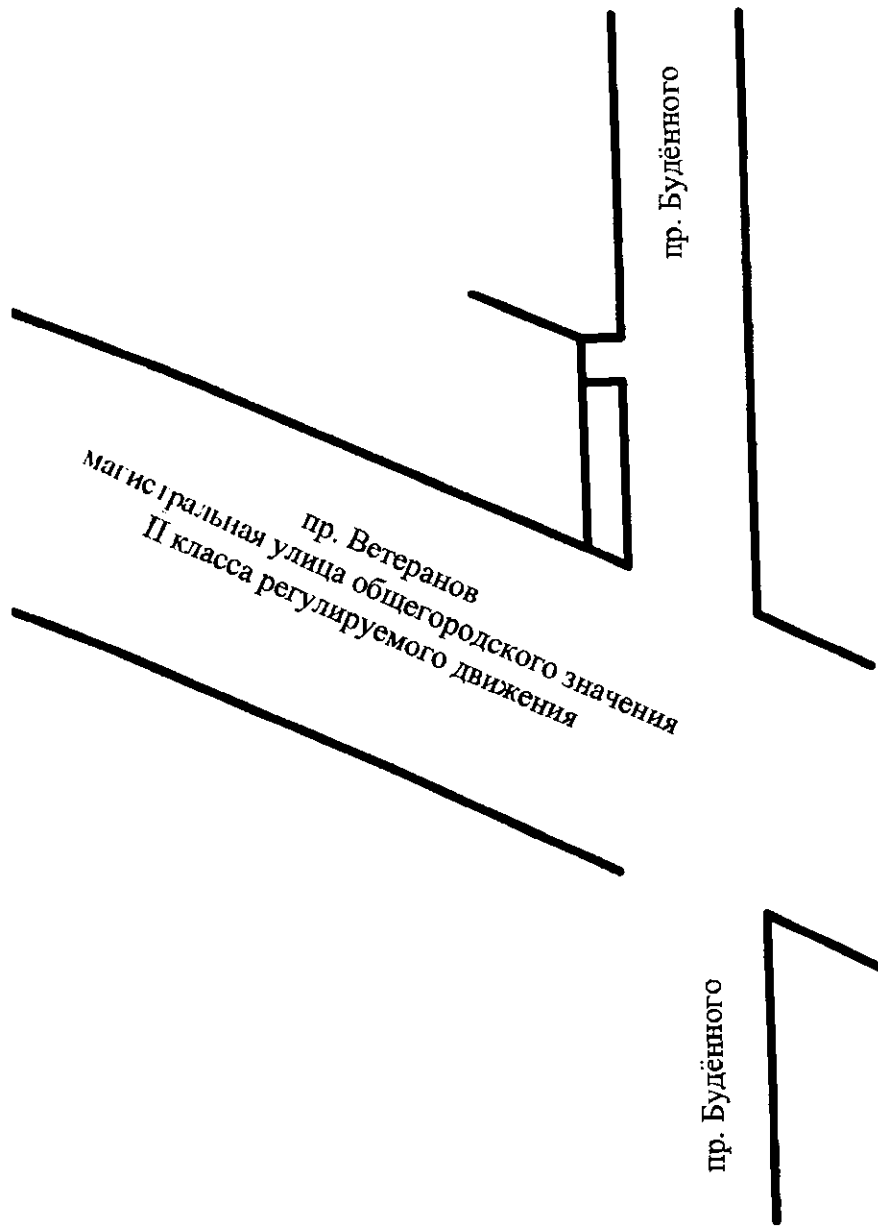 пр. Будённого
пр. Ветеранов
магистральная улица общегородского значения
II класса регулируемого движения
пр. Будённого